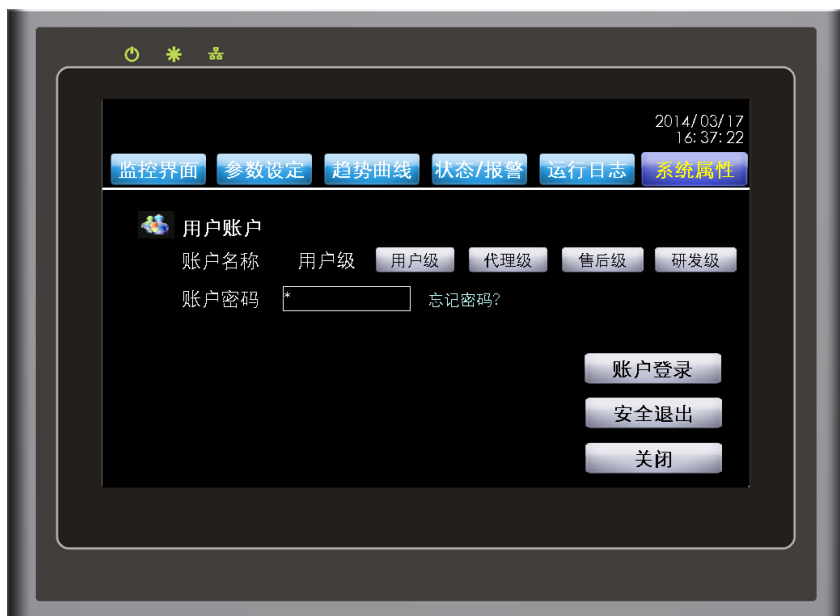 2014/03/17
16:37:22
监控界面 参数设定 趋势曲线 状态/报警 运行日志 系统属性
用户账户
账户名称 用户级 用户级 代理级 售后级 研发级
账户密码 * 忘记密码?
账户登录
安全退出
关闭